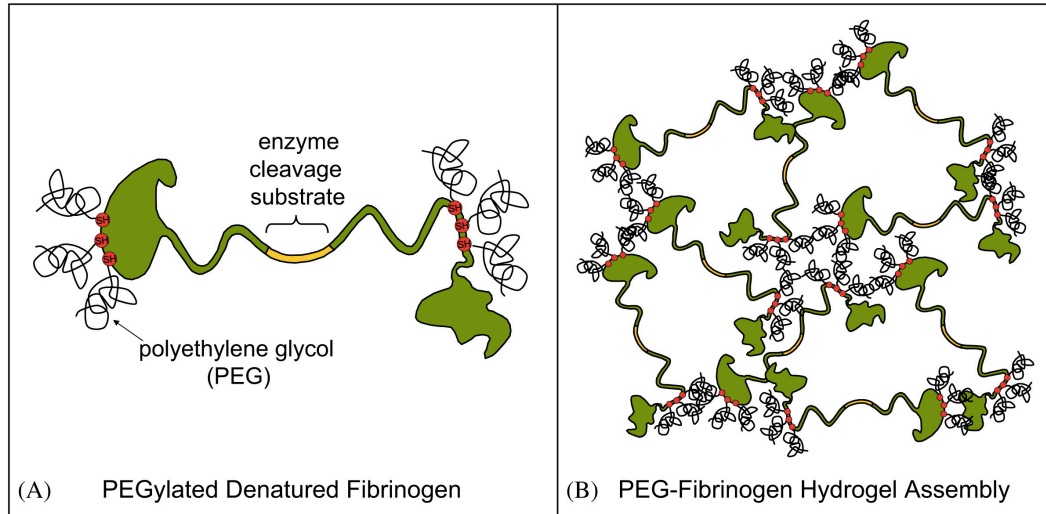 enzyme
cleavage
substrate
SH
SH
SH
SH
SH
SH
polyethylene glycol
(PEG)
(A) PEGylated Denatured Fibrinogen
(B) PEG-Fibrinogen Hydrogel Assembly